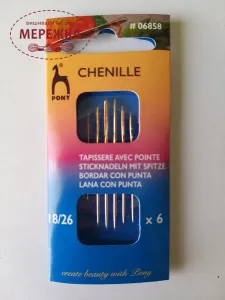 # 06858
МЕРЕЖКА
CHENILLE
PONY
TAPISSERE AVEC POINTE
STICKNADELN MIT SPITZE
BORDAR CON PUNTA
LANA CON PUNTA
18/26 x 6
create beauty with Pony